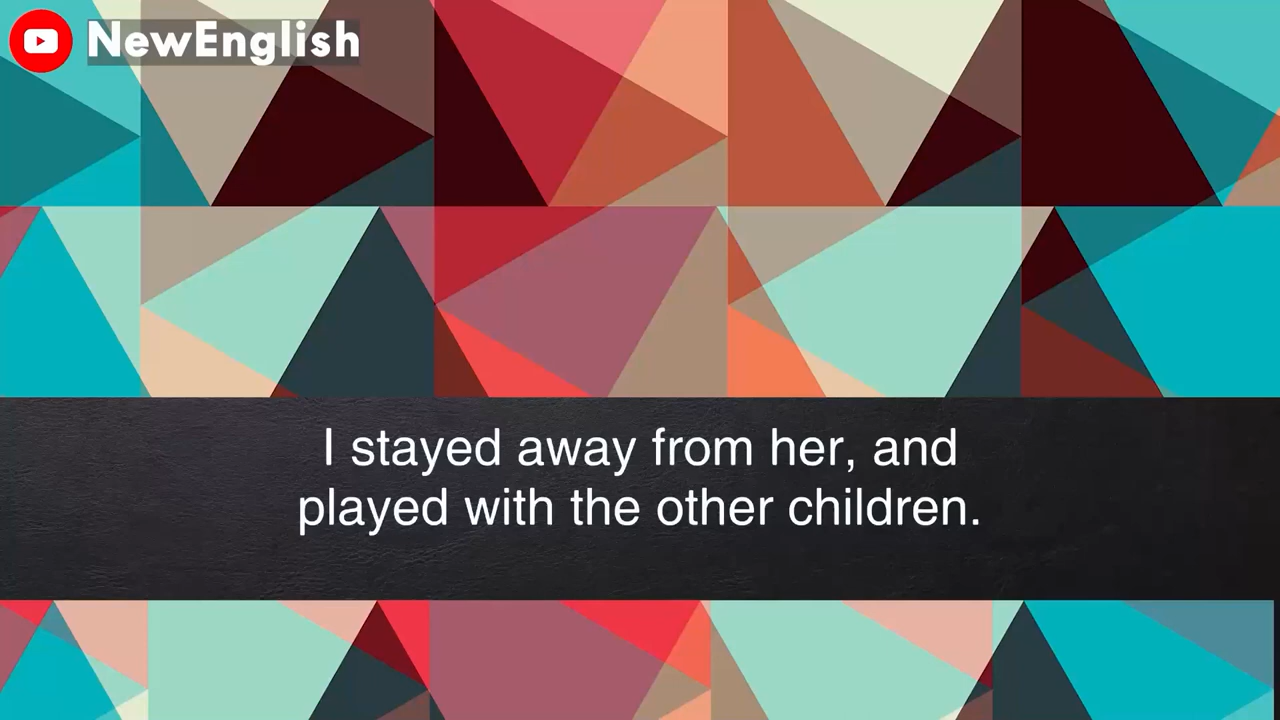 NewEnglish
I stayed away from her, and
played with the other children.